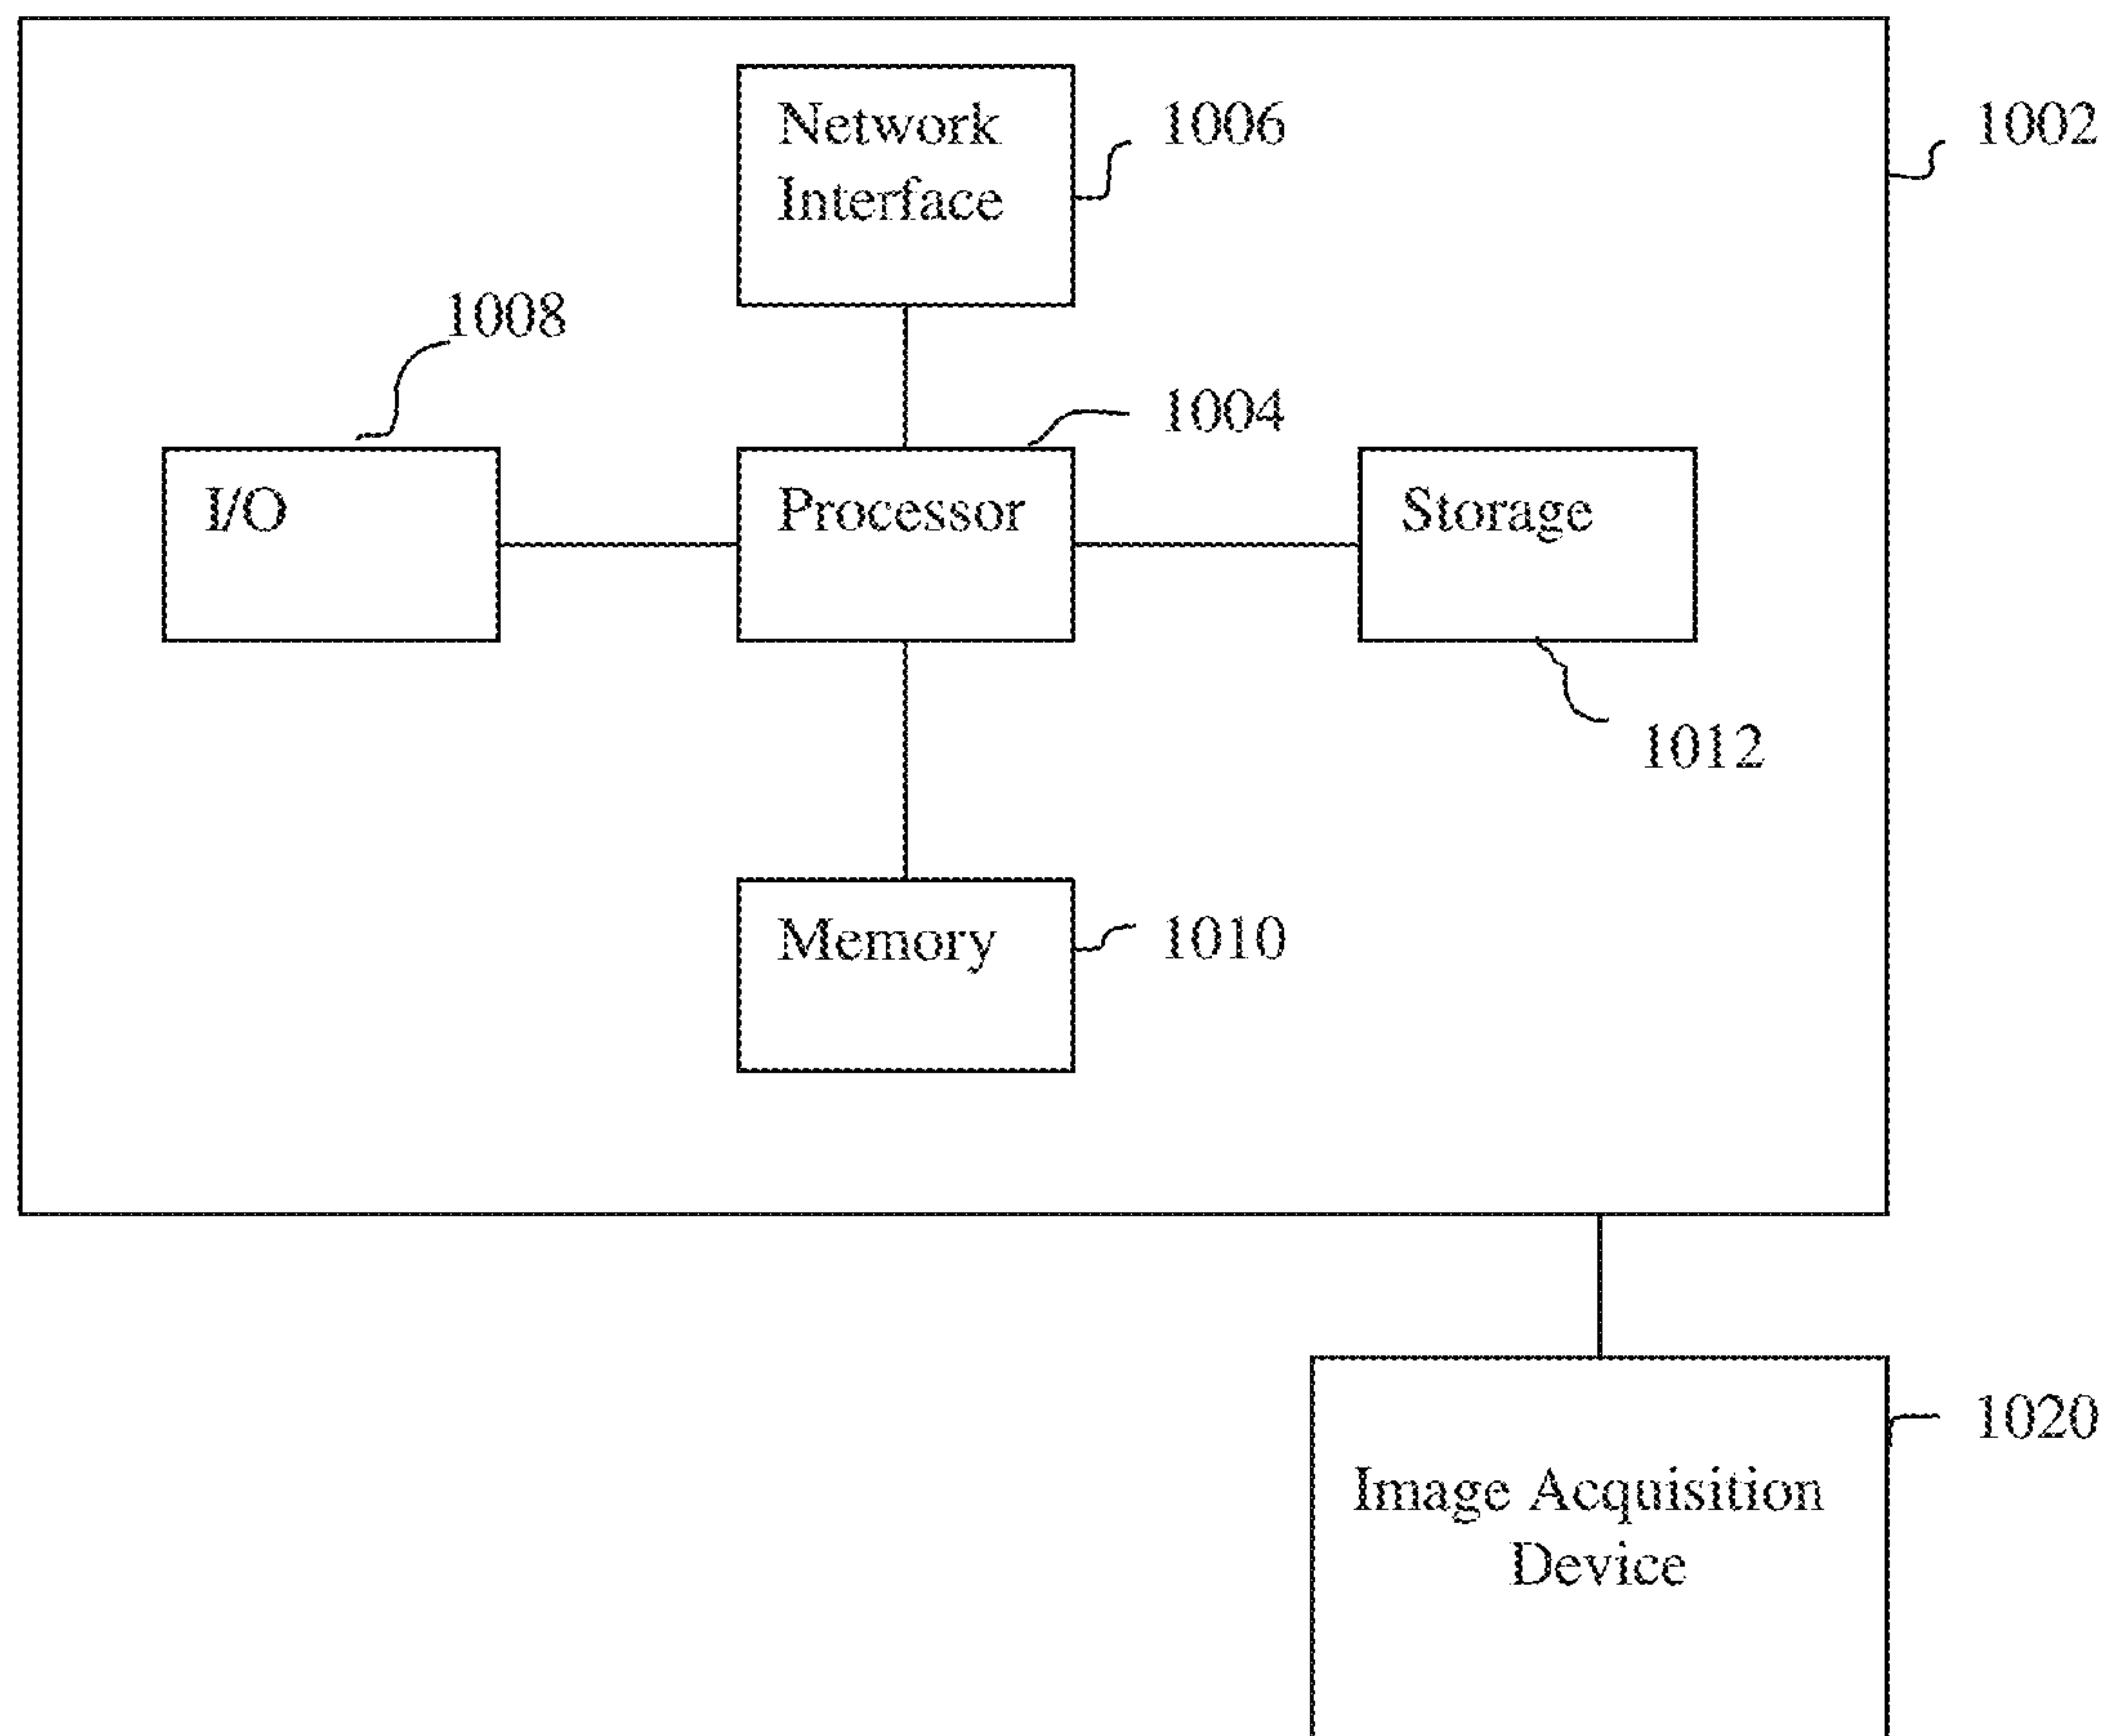 Network
Interface
1006
1002
1008
1004
I/O
Processor
Storage
1012
Memory
1010
1020
Image Acquisition
Device